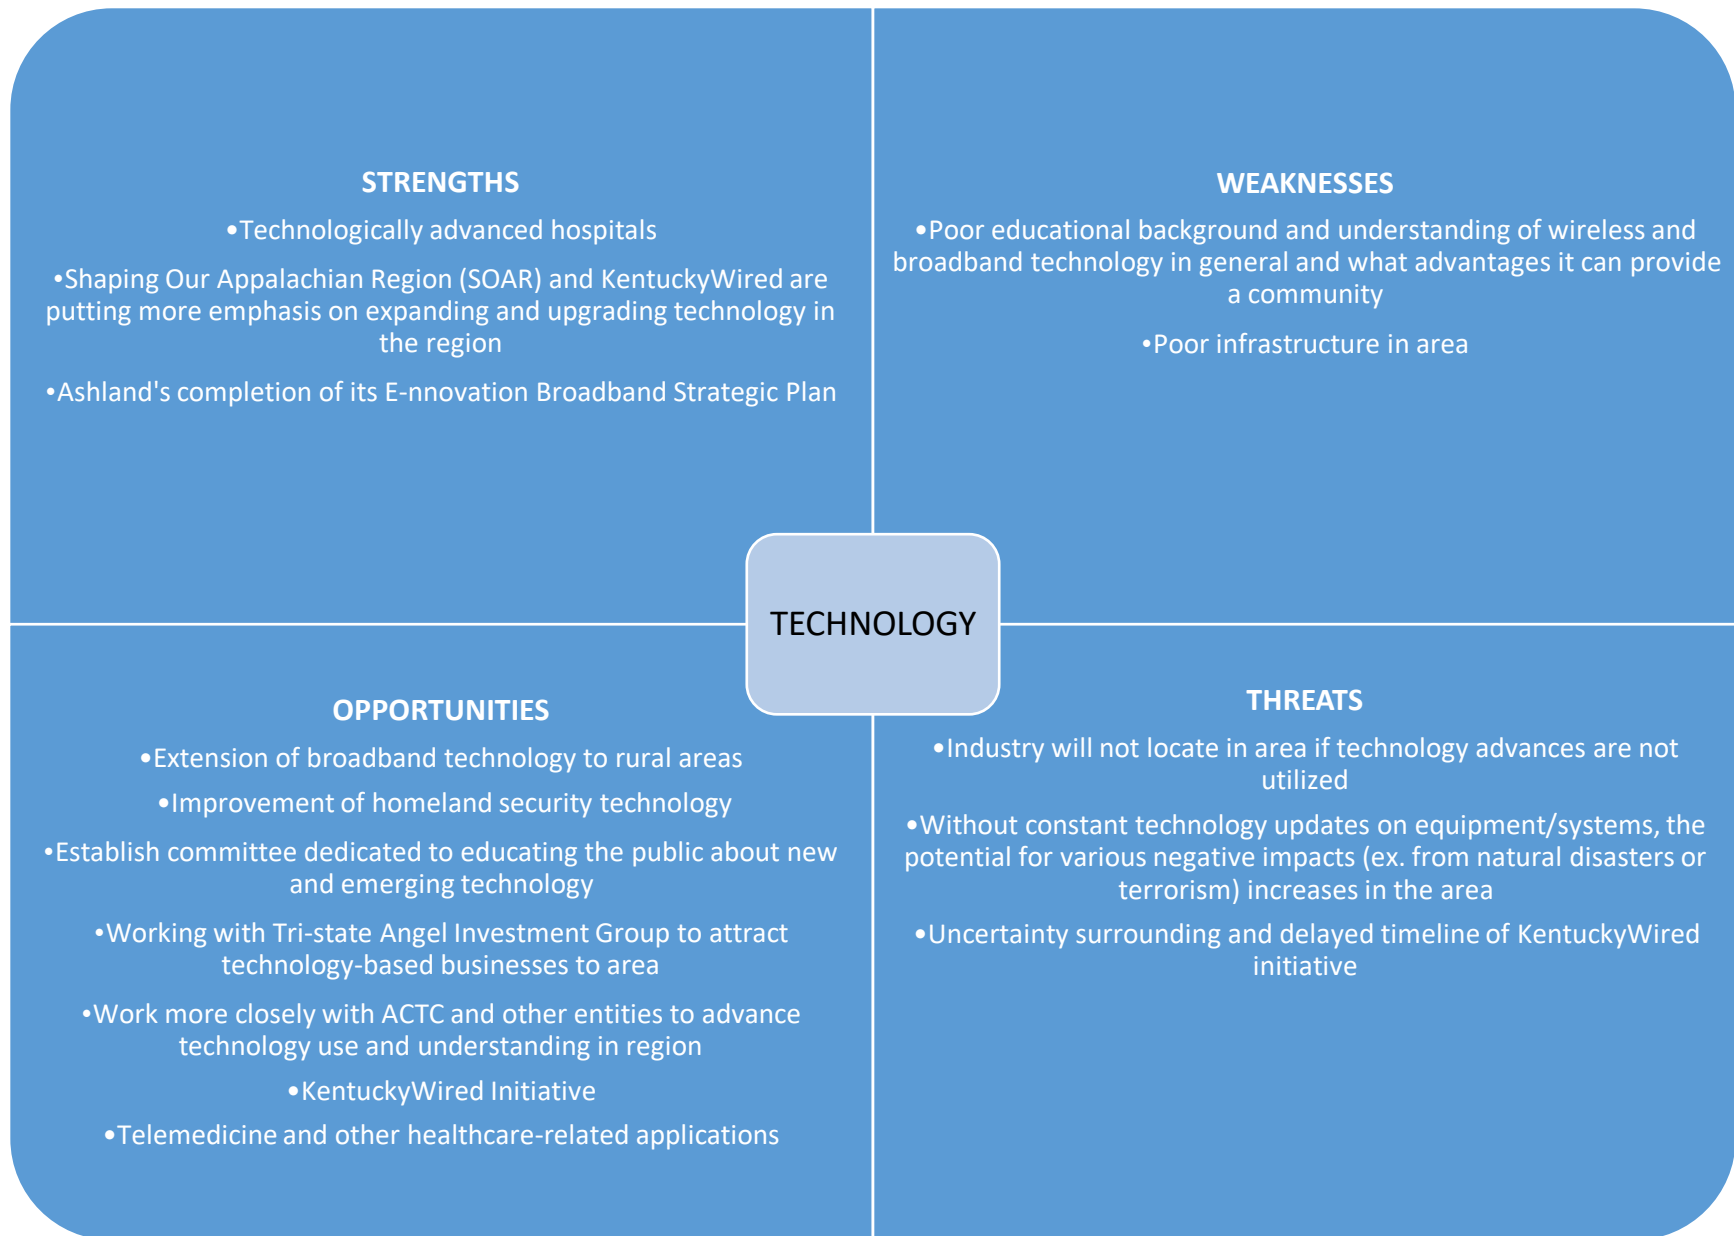 STRENGTHS
•Technologically advanced hospitals
•Shaping Our Appalachian Region (SOAR) and KentuckyWired are
putting more emphasis on expanding and upgrading technology in
the region
•Ashland's completion of its E-nnovation Broadband Strategic Plan
WEAKNESSES
•Poor educational background and understanding of wireless and
broadband technology in general and what advantages it can provide
a community
•Poor infrastructure in area
TECHNOLOGY
OPPORTUNITIES
•Extension of broadband technology to rural areas
•Improvement of homeland security technology
•Establish committee dedicated to educating the public about new
and emerging technology
•Working with Tri-state Angel Investment Group to attract
technology-based businesses to area
•Work more closely with ACTC and other entities to advance
technology use and understanding in region
•KentuckyWired Initiative
•Telemedicine and other healthcare-related applications
THREATS
•Industry will not locate in area if technology advances are not
utilized
•Without constant technology updates on equipment/systems, the
potential for various negative impacts (ex. from natural disasters or
terrorism) increases in the area
•Uncertainty surrounding and delayed timeline of KentuckyWired
initiative